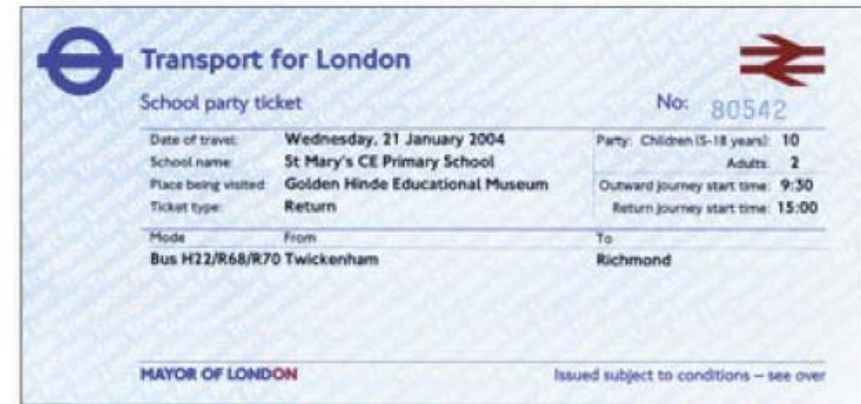 Transport for London
School party ticket No: 80542
Date of travel: Wednesday, 21 January 2004 Party: Children (5-18 years): 10
School name: St Mary's CE Primary School Adults: 2
Place being visited: Golden Hinde Educational Museum Outward journey start time: 9:30
Ticket type: Return Return journey start time: 15:00
Mode From To
Bus H22/R68/R70 Twickenham Richmond
MAYOR OF LONDON Issued subject to conditions – see over